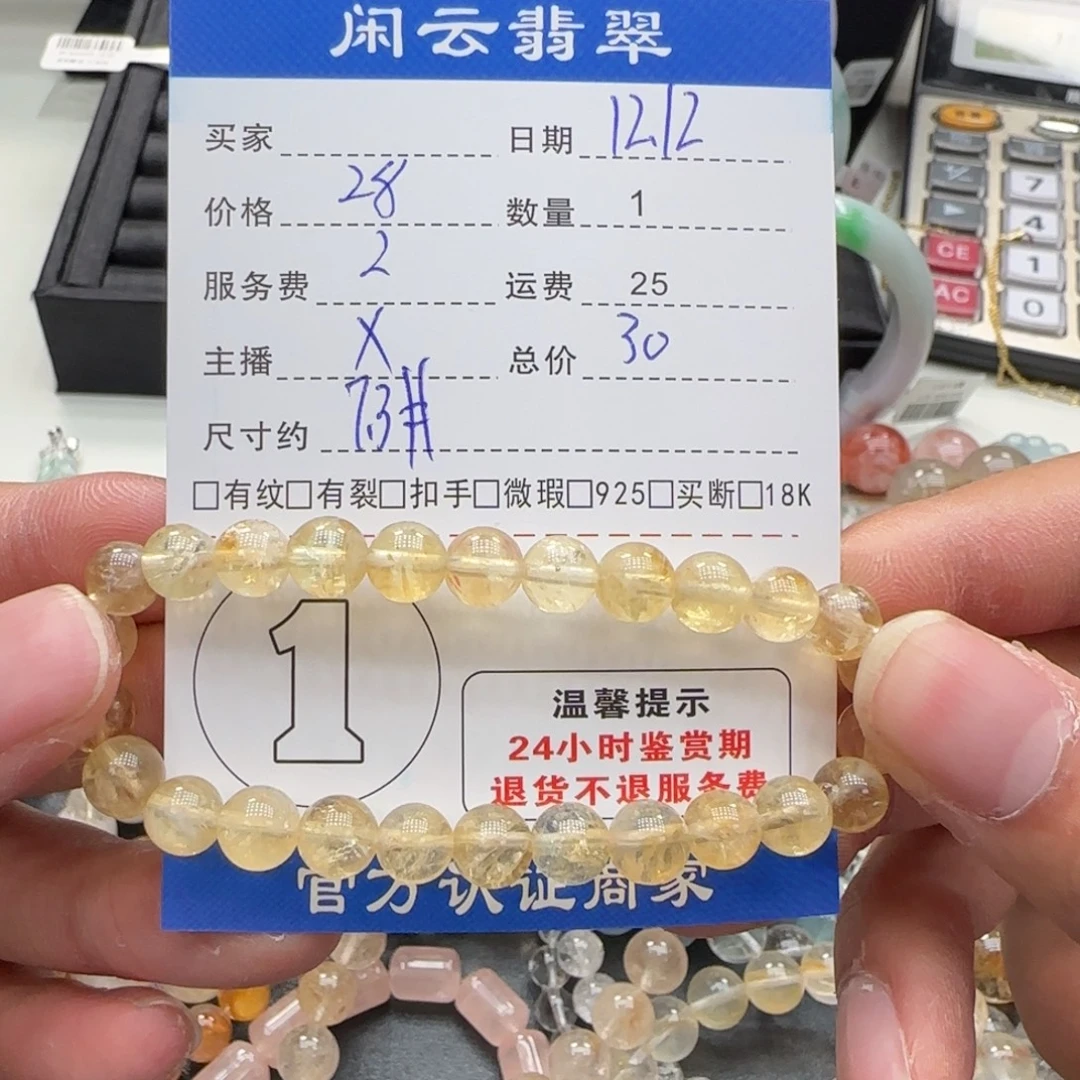 闲云翡翠
买家 日期 12.12
价格 28 数量 1
服务费 2 运费 25
主播 X 总价 30
尺寸约 7.3#
□有纹□有裂□扣手□微瑕□925□买断□18K
1
温馨提示
24小时鉴赏期
退货不退服务费
官方认证商家
7
4
CE 1
AC 0